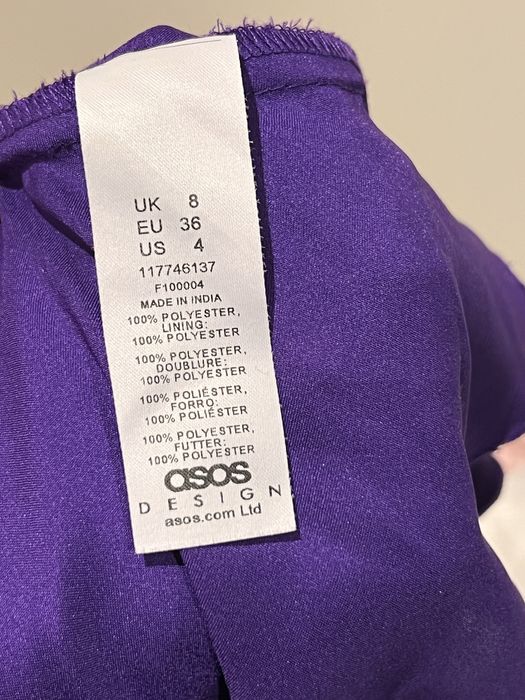 UK 8
EU 36
US 4
117746137
F100004
MADE IN INDIA
100% POLYESTER,
LINING:
100% POLYESTER
100% POLYESTER,
DOUBLURE:
100% POLYESTER
100% POLIÉSTER,
FORRO:
100% POLIÉSTER
100% POLYESTER,
FUTTER:
100% POLYESTER
asos
DESIGN
asos.com Ltd